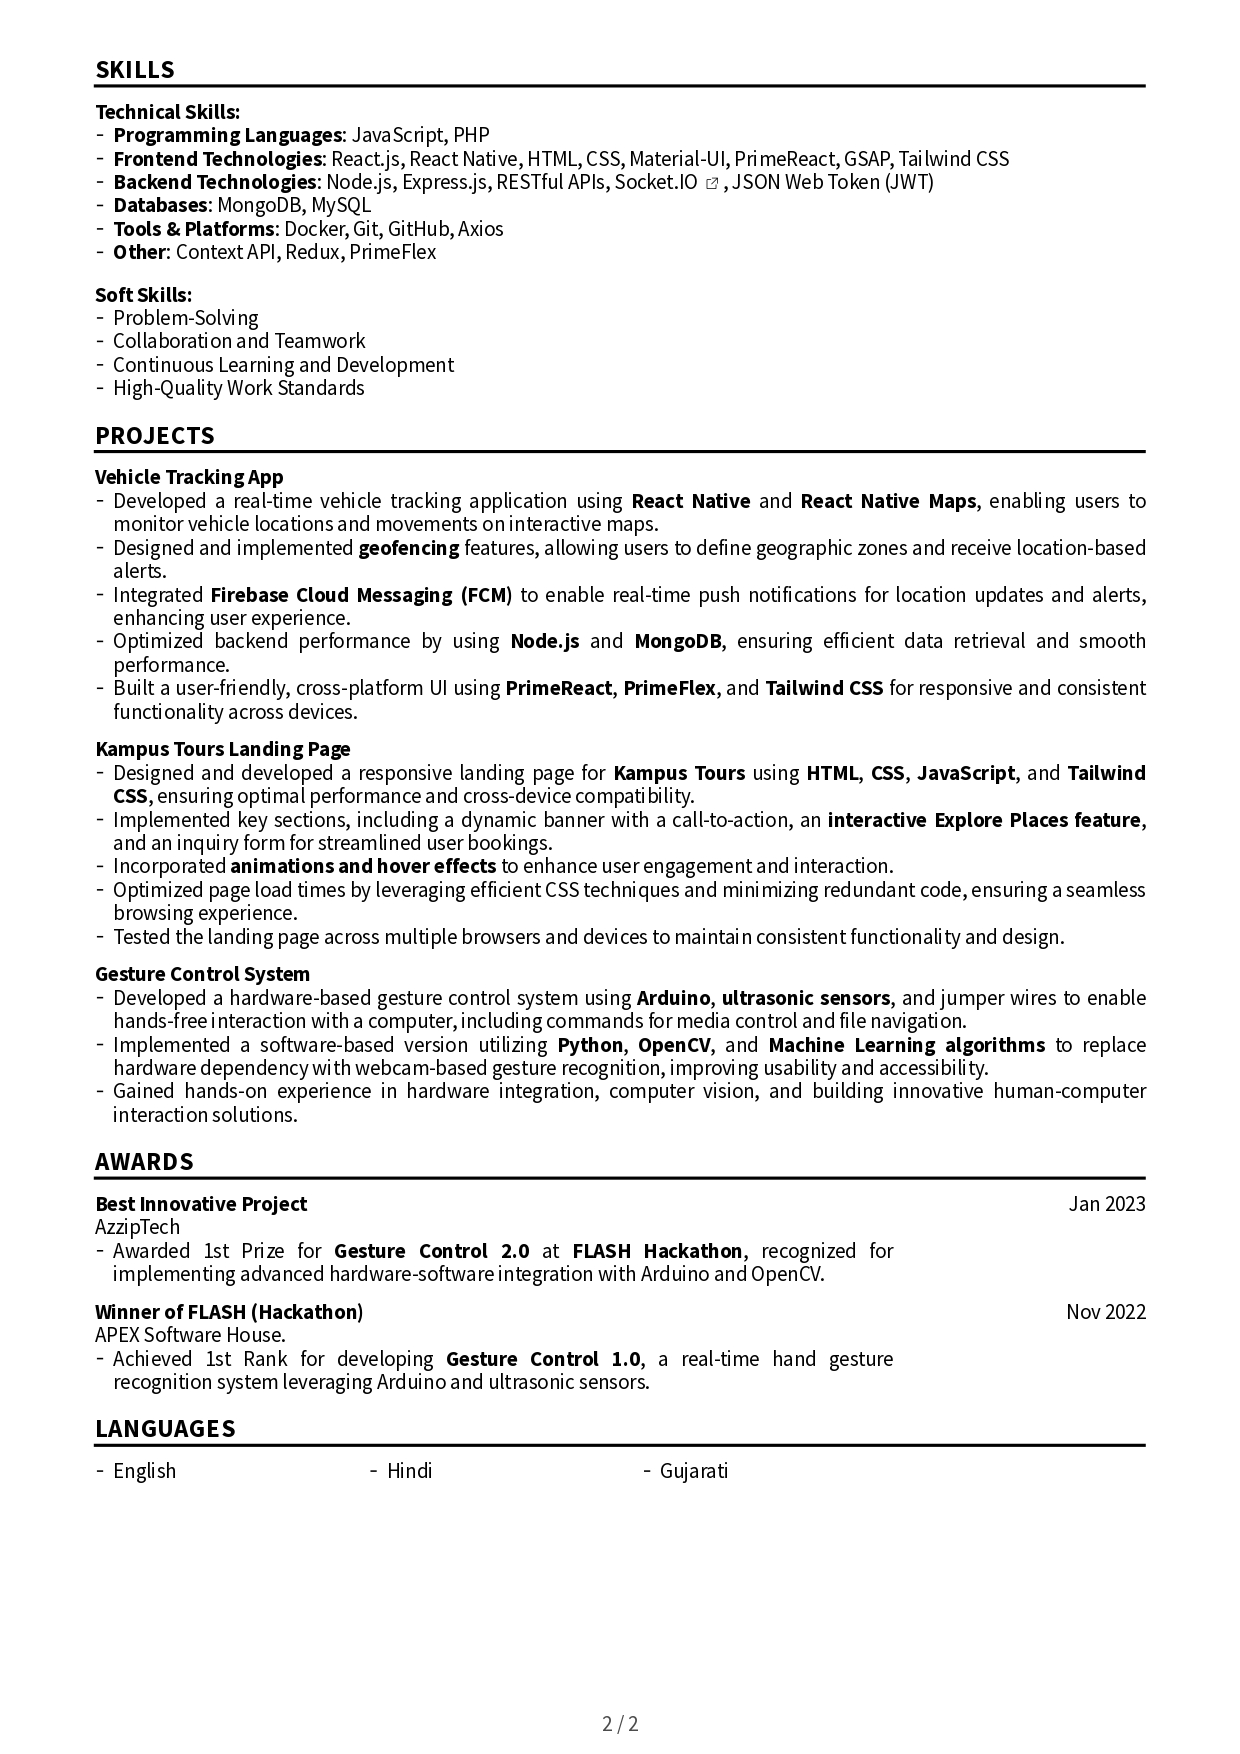 SKILLS
Technical Skills:
- Programming Languages: JavaScript, PHP
- Frontend Technologies: React.js, React Native, HTML, CSS, Material-UI, PrimeReact, GSAP, Tailwind CSS
- Backend Technologies: Node.js, Express.js, RESTful APIs, Socket.IO , JSON Web Token (JWT)
- Databases: MongoDB, MySQL
- Tools & Platforms: Docker, Git, GitHub, Axios
- Other: Context API, Redux, PrimeFlex
Soft Skills:
- Problem-Solving
- Collaboration and Teamwork
- Continuous Learning and Development
- High-Quality Work Standards
PROJECTS
Vehicle Tracking App
- Developed a real-time vehicle tracking application using React Native and React Native Maps, enabling users to
monitor vehicle locations and movements on interactive maps.
- Designed and implemented geofencing features, allowing users to define geographic zones and receive location-based
alerts.
- Integrated Firebase Cloud Messaging (FCM) to enable real-time push notifications for location updates and alerts,
enhancing user experience.
- Optimized backend performance by using Node.js and MongoDB, ensuring efficient data retrieval and smooth
performance.
- Built a user-friendly, cross-platform UI using PrimeReact, PrimeFlex, and Tailwind CSS for responsive and consistent
functionality across devices.
Kampus Tours Landing Page
- Designed and developed a responsive landing page for Kampus Tours using HTML, CSS, JavaScript, and Tailwind
CSS, ensuring optimal performance and cross-device compatibility.
- Implemented key sections, including a dynamic banner with a call-to-action, an interactive Explore Places feature,
and an inquiry form for streamlined user bookings.
- Incorporated animations and hover effects to enhance user engagement and interaction.
- Optimized page load times by leveraging efficient CSS techniques and minimizing redundant code, ensuring a seamless
browsing experience.
- Tested the landing page across multiple browsers and devices to maintain consistent functionality and design.
Gesture Control System
- Developed a hardware-based gesture control system using Arduino, ultrasonic sensors, and jumper wires to enable
hands-free interaction with a computer, including commands for media control and file navigation.
- Implemented a software-based version utilizing Python, OpenCV, and Machine Learning algorithms to replace
hardware dependency with webcam-based gesture recognition, improving usability and accessibility.
- Gained hands-on experience in hardware integration, computer vision, and building innovative human-computer
interaction solutions.
AWARDS
Best Innovative Project Jan 2023
AzzipTech
- Awarded 1st Prize for Gesture Control 2.0 at FLASH Hackathon, recognized for
implementing advanced hardware-software integration with Arduino and OpenCV.
Winner of FLASH (Hackathon) Nov 2022
APEX Software House.
- Achieved 1st Rank for developing Gesture Control 1.0, a real-time hand gesture
recognition system leveraging Arduino and ultrasonic sensors.
LANGUAGES
- English - Hindi - Gujarati
2 / 2